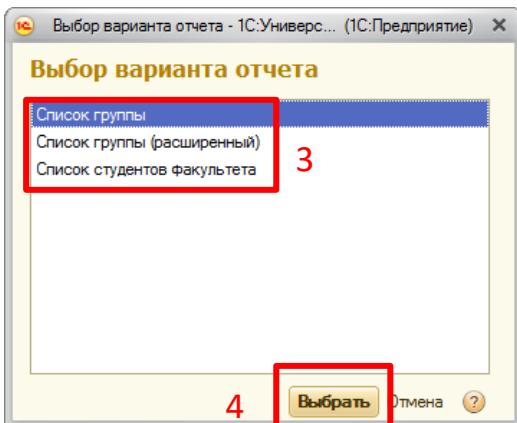 Выбор варианта отчета - 1С:Универс... (1С:Предприятие)
Выбор варианта отчета
Список группы
Список группы (расширенный)
Список студентов факультета
3
4
Выбрать
Отмена
?